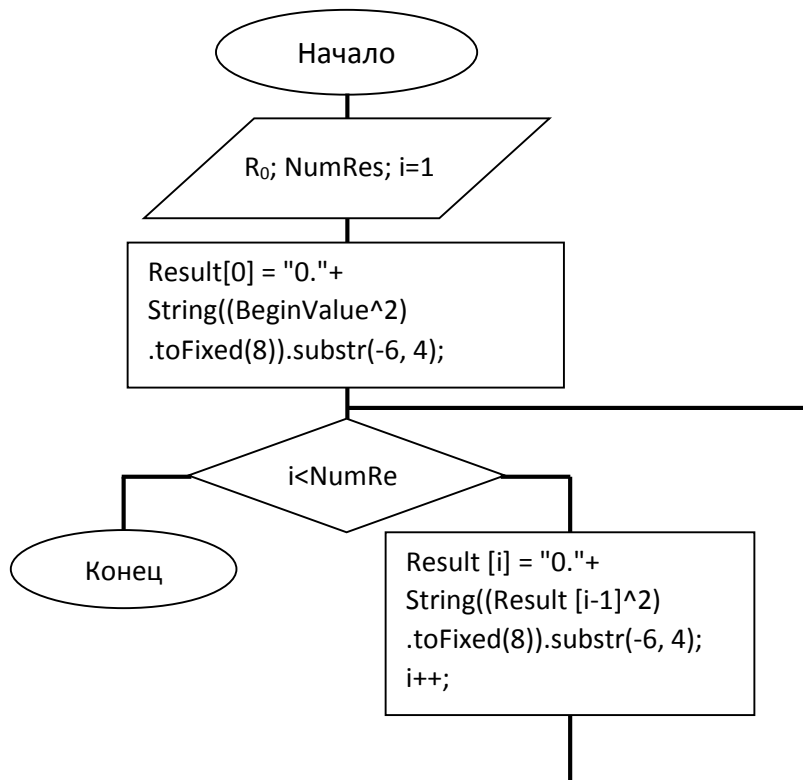 Начало
R₀; NumRes; i=1
Result[0] = "0."+
String((BeginValue^2)
.toFixed(8)).substr(-6, 4);
i<NumRe
Конец
Result [i] = "0."+
String((Result [i-1]^2)
.toFixed(8)).substr(-6, 4);
i++;